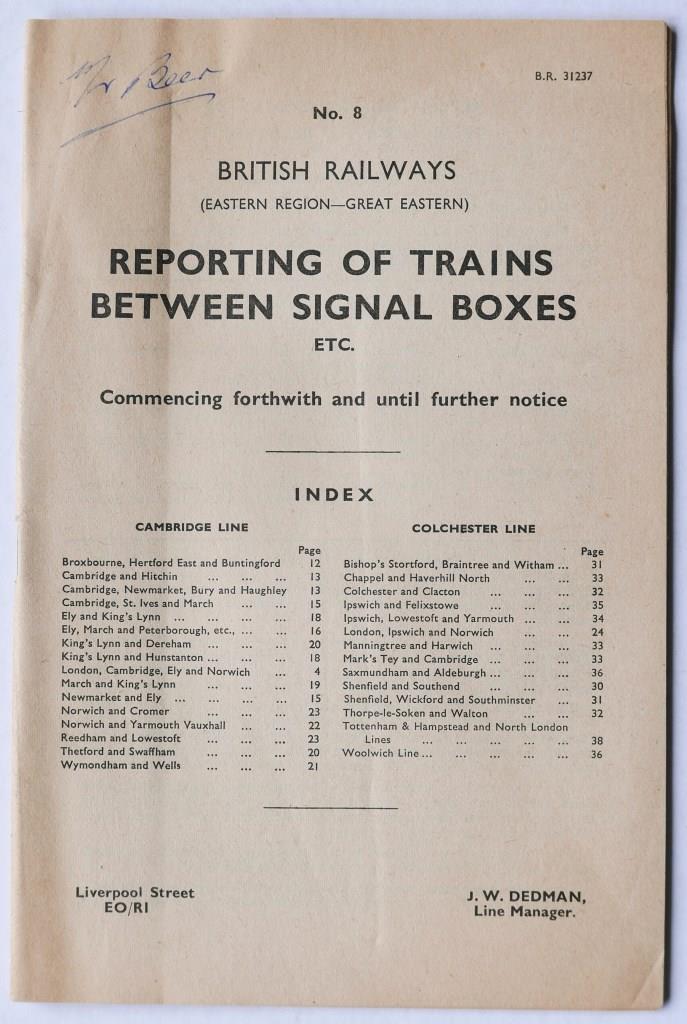 Mr Beer
B.R. 31237
No. 8
BRITISH RAILWAYS
(EASTERN REGION—GREAT EASTERN)
REPORTING OF TRAINS
BETWEEN SIGNAL BOXES
ETC.
Commencing forthwith and until further notice
INDEX
CAMBRIDGE LINE
Page
Broxbourne, Hertford East and Buntingford 12
Cambridge and Hitchin ... ... ... 13
Cambridge, Newmarket, Bury and Haughley 13
Cambridge, St. Ives and March ... ... 15
Ely and King's Lynn ... ... ... ... 18
Ely, March and Peterborough, etc., ... ... 16
King's Lynn and Dereham ... ... ... 20
King's Lynn and Hunstanton ... ... ... 18
London, Cambridge, Ely and Norwich ... 4
March and King's Lynn ... ... ... 19
Newmarket and Ely ... ... ... ... 15
Norwich and Cromer ... ... ... 23
Norwich and Yarmouth Vauxhall ... ... 22
Reedham and Lowestoft ... ... ... 23
Thetford and Swaffham ... ... ... 20
Wymondham and Wells ... ... ... 21
COLCHESTER LINE
Page
Bishop's Stortford, Braintree and Witham ... 31
Chappel and Haverhill North ... ... 33
Colchester and Clacton ... ... ... 32
Ipswich and Felixstowe ... ... ... 35
Ipswich, Lowestoft and Yarmouth ... ... 34
London, Ipswich and Norwich ... ... 24
Manningtree and Harwich ... ... ... 33
Mark's Tey and Cambridge ... ... ... 33
Saxmundham and Aldeburgh ... ... ... 36
Shenfield and Southend ... ... ... 30
Shenfield, Wickford and Southminster ... 31
Thorpe-le-Soken and Walton ... ... 32
Tottenham & Hampstead and North London
Lines ... ... ... ... ... 38
Woolwich Line ... ... ... ... ... 36
Liverpool Street
EO/RI
J. W. DEDMAN,
Line Manager.